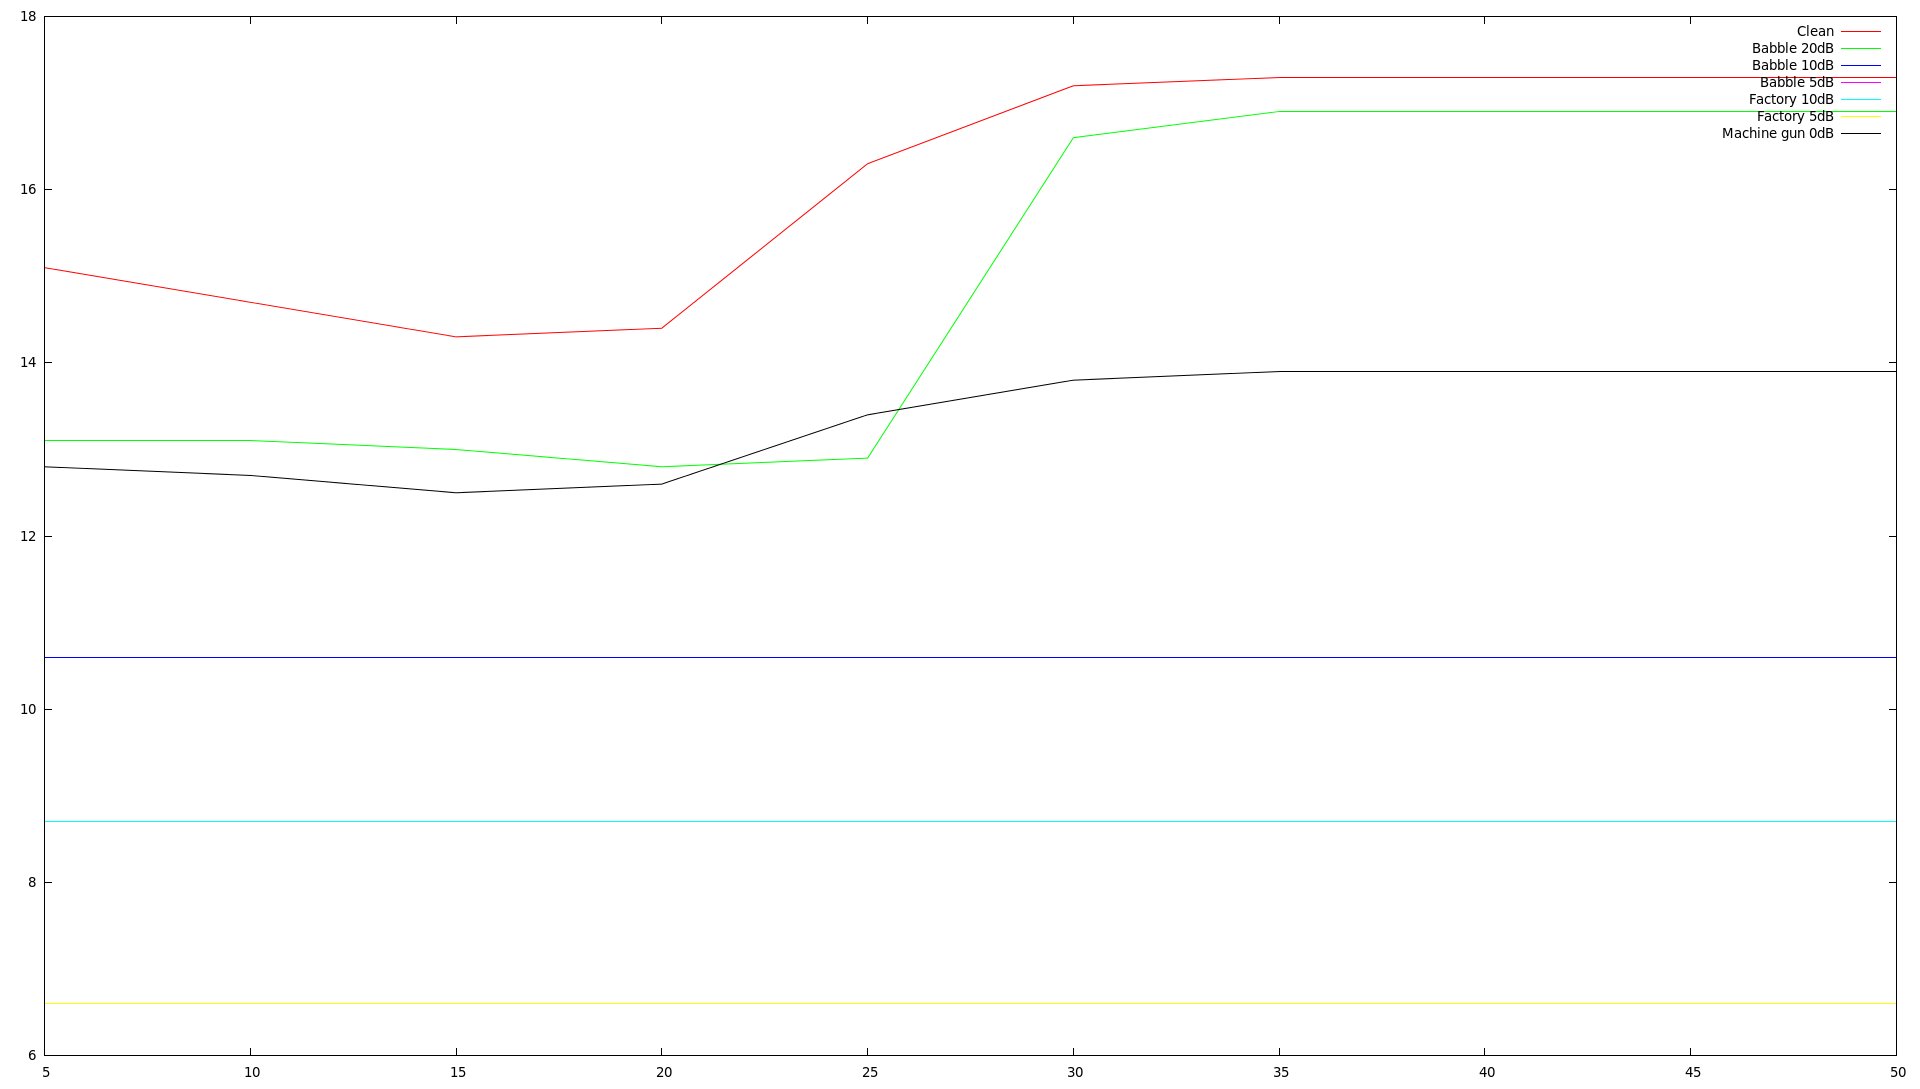 18
16
14
12
10
8
6
Clean
Babble 20dB
Babble 10dB
Babble 5dB
Factory 10dB
Factory 5dB
Machine gun 0dB
5 10 15 20 25 30 35 40 45 50